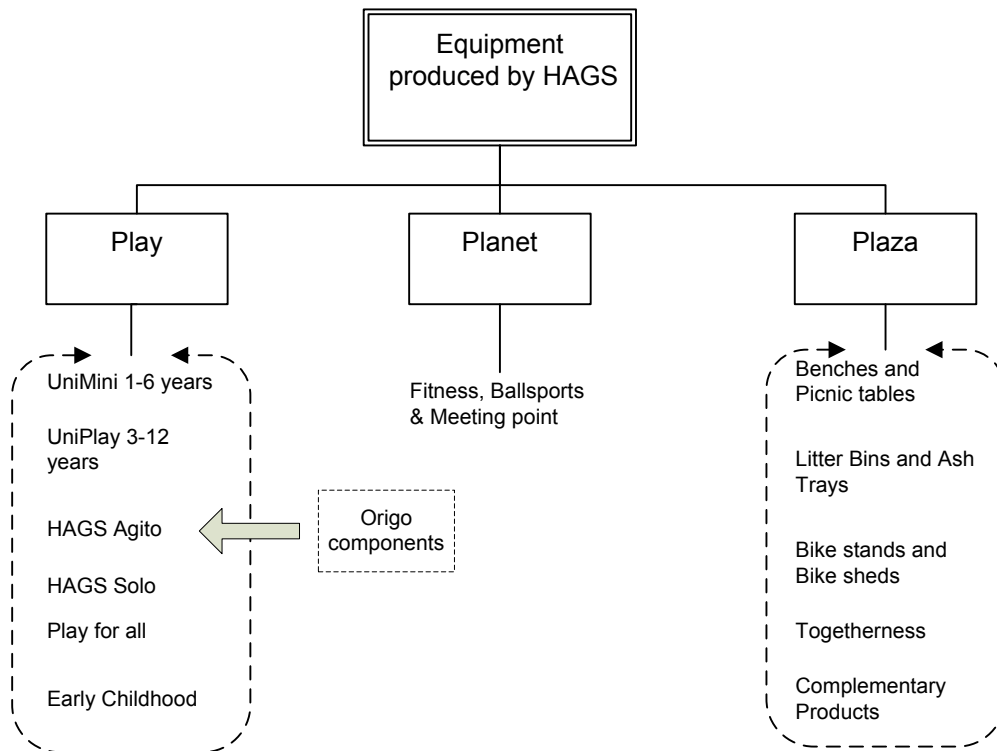 Equipment
produced by HAGS
Play
Planet
Plaza
UniMini 1-6 years
UniPlay 3-12
years
HAGS Agito
HAGS Solo
Play for all
Early Childhood
Origo
components
Fitness, Ballsports
& Meeting point
Benches and
Picnic tables
Litter Bins and Ash
Trays
Bike stands and
Bike sheds
Togetherness
Complementary
Products